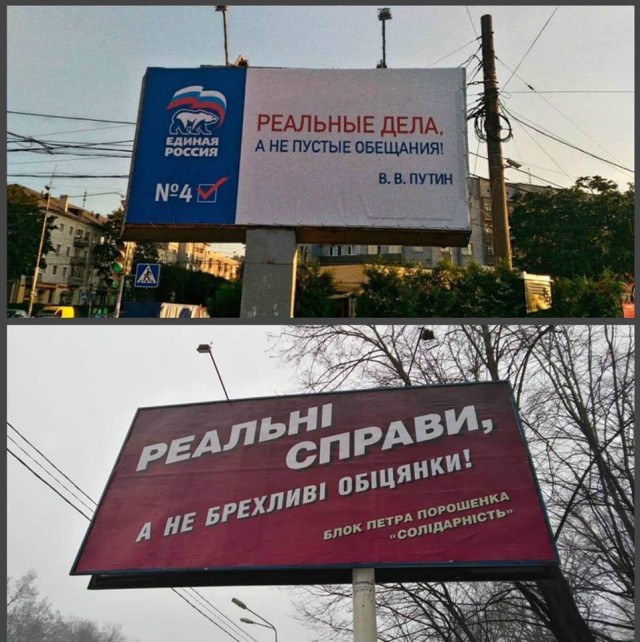 ЕДИНАЯ
РОССИЯ
№4
РЕАЛЬНЫЕ ДЕЛА,
А НЕ ПУСТЫЕ ОБЕЩАНИЯ!
В. В. ПУТИН
РЕАЛЬНІ
СПРАВИ,
А НЕ БРЕХЛИВІ ОБІЦЯНКИ!
БЛОК ПЕТРА ПОРОШЕНКА
"СОЛІДАРНІСТЬ"